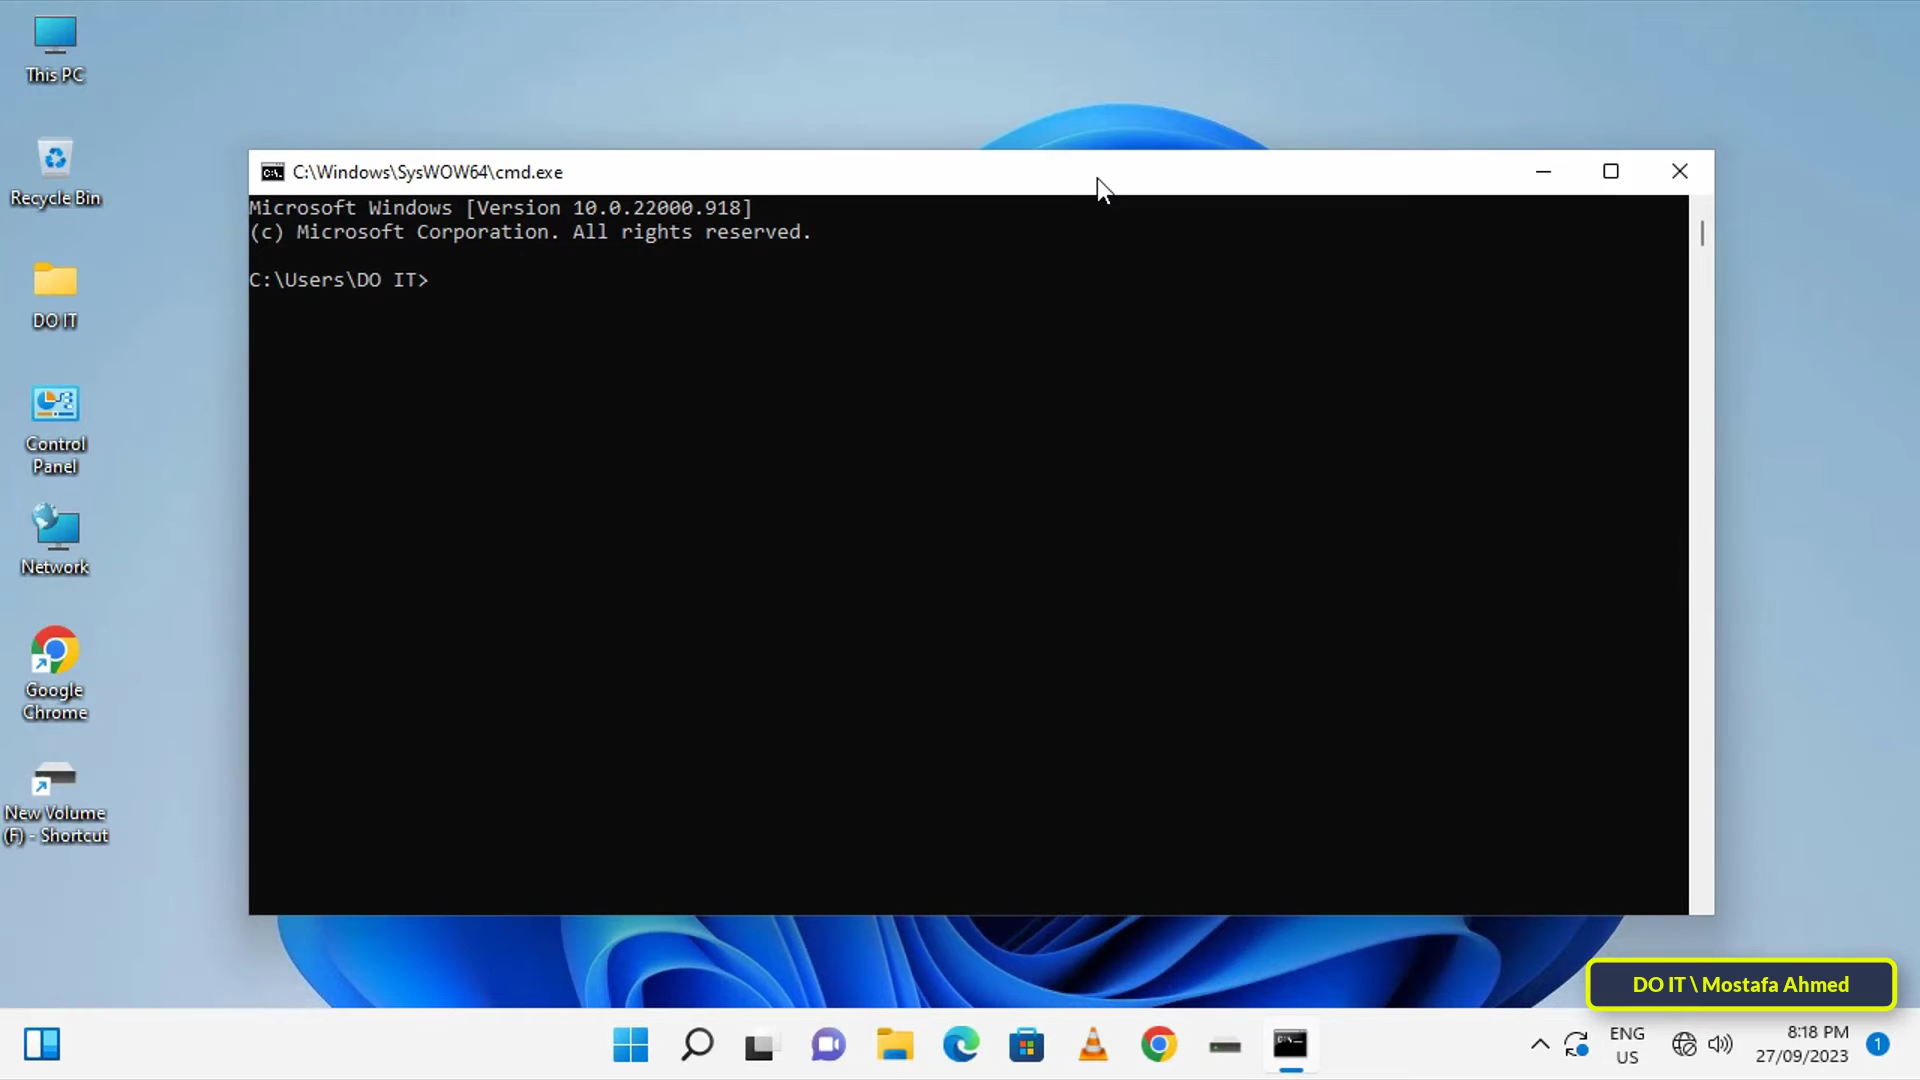 This PC
Recycle Bin
DO IT
Control
Panel
Network
Google
Chrome
New Volume
(F) - Shortcut
C:\Windows\SysWOW64\cmd.exe
Microsoft Windows [Version 10.0.22000.918]
(c) Microsoft Corporation. All rights reserved.
C:\Users\DO IT>
DO IT \ Mostafa Ahmed
ENG
US
8:18 PM
27/09/2023
1